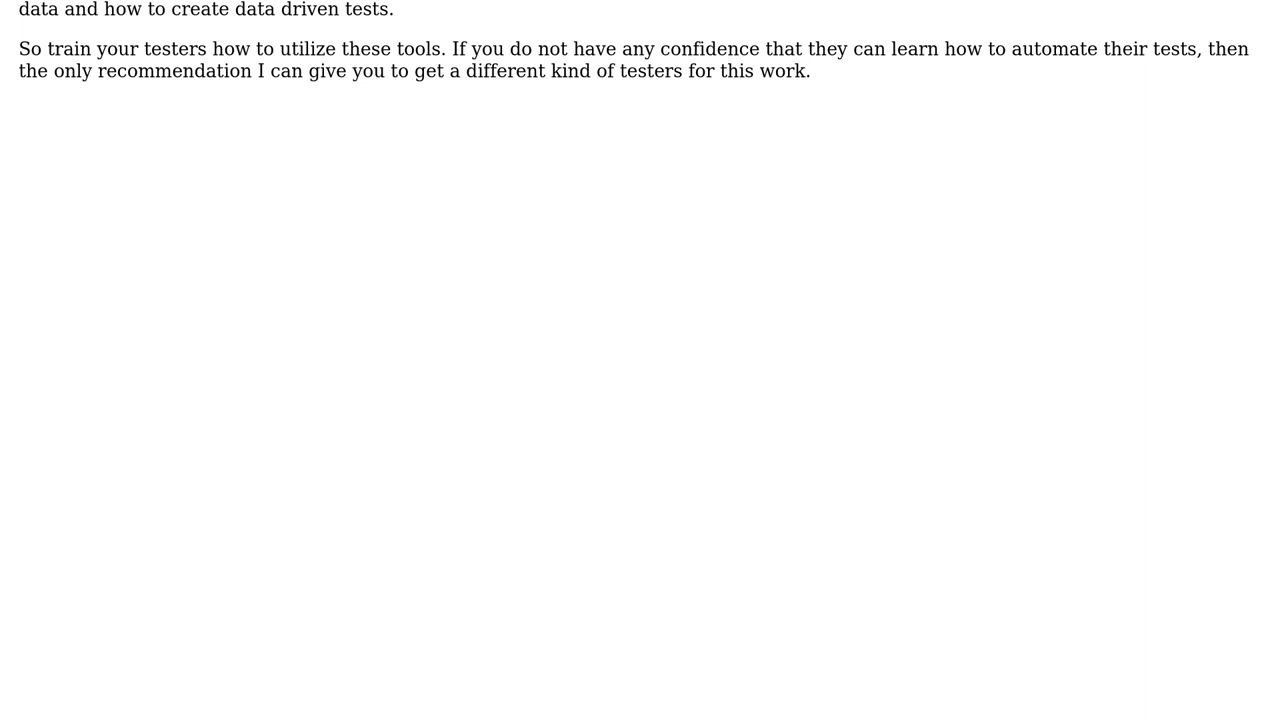 data and how to create data driven tests.
So train your testers how to utilize these tools. If you do not have any confidence that they can learn how to automate their tests, then
the only recommendation I can give you to get a different kind of testers for this work.